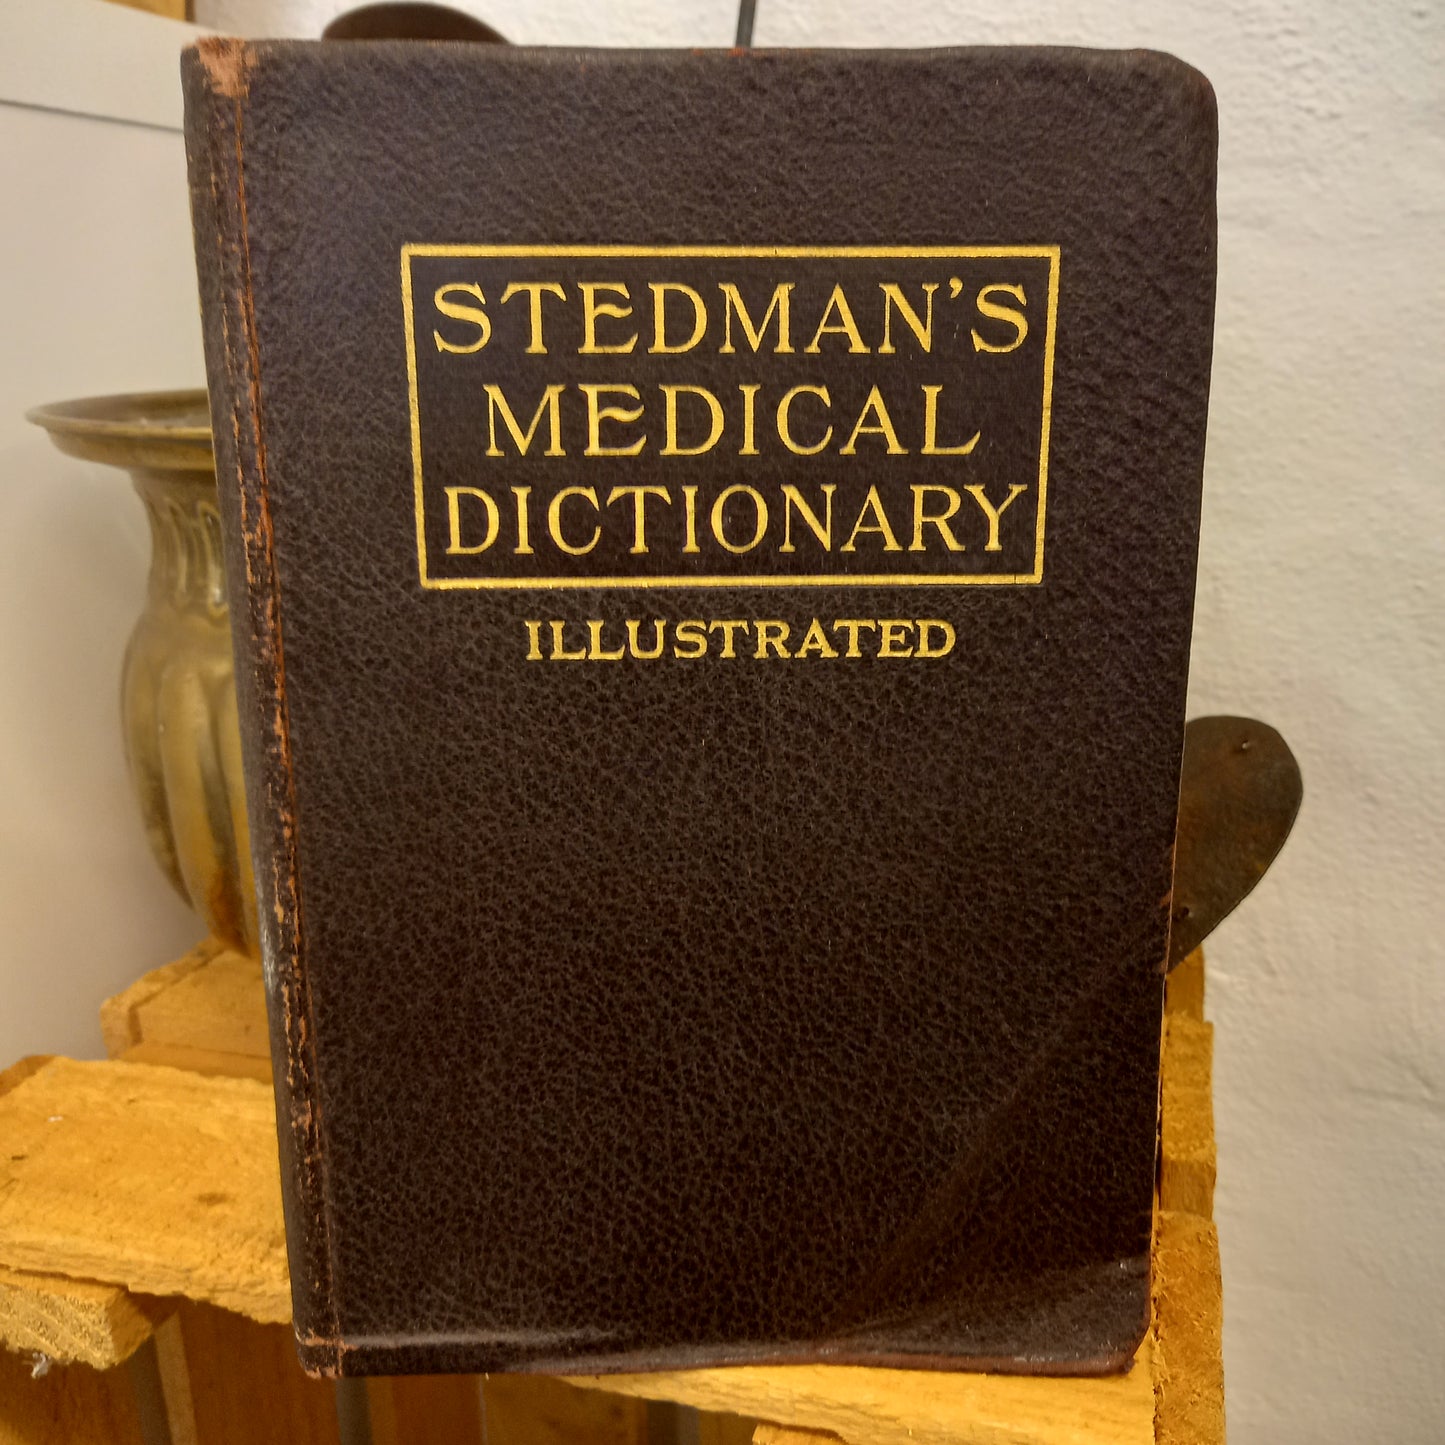 STEDMAN'S
MEDICAL
DICTIONARY
ILLUSTRATED